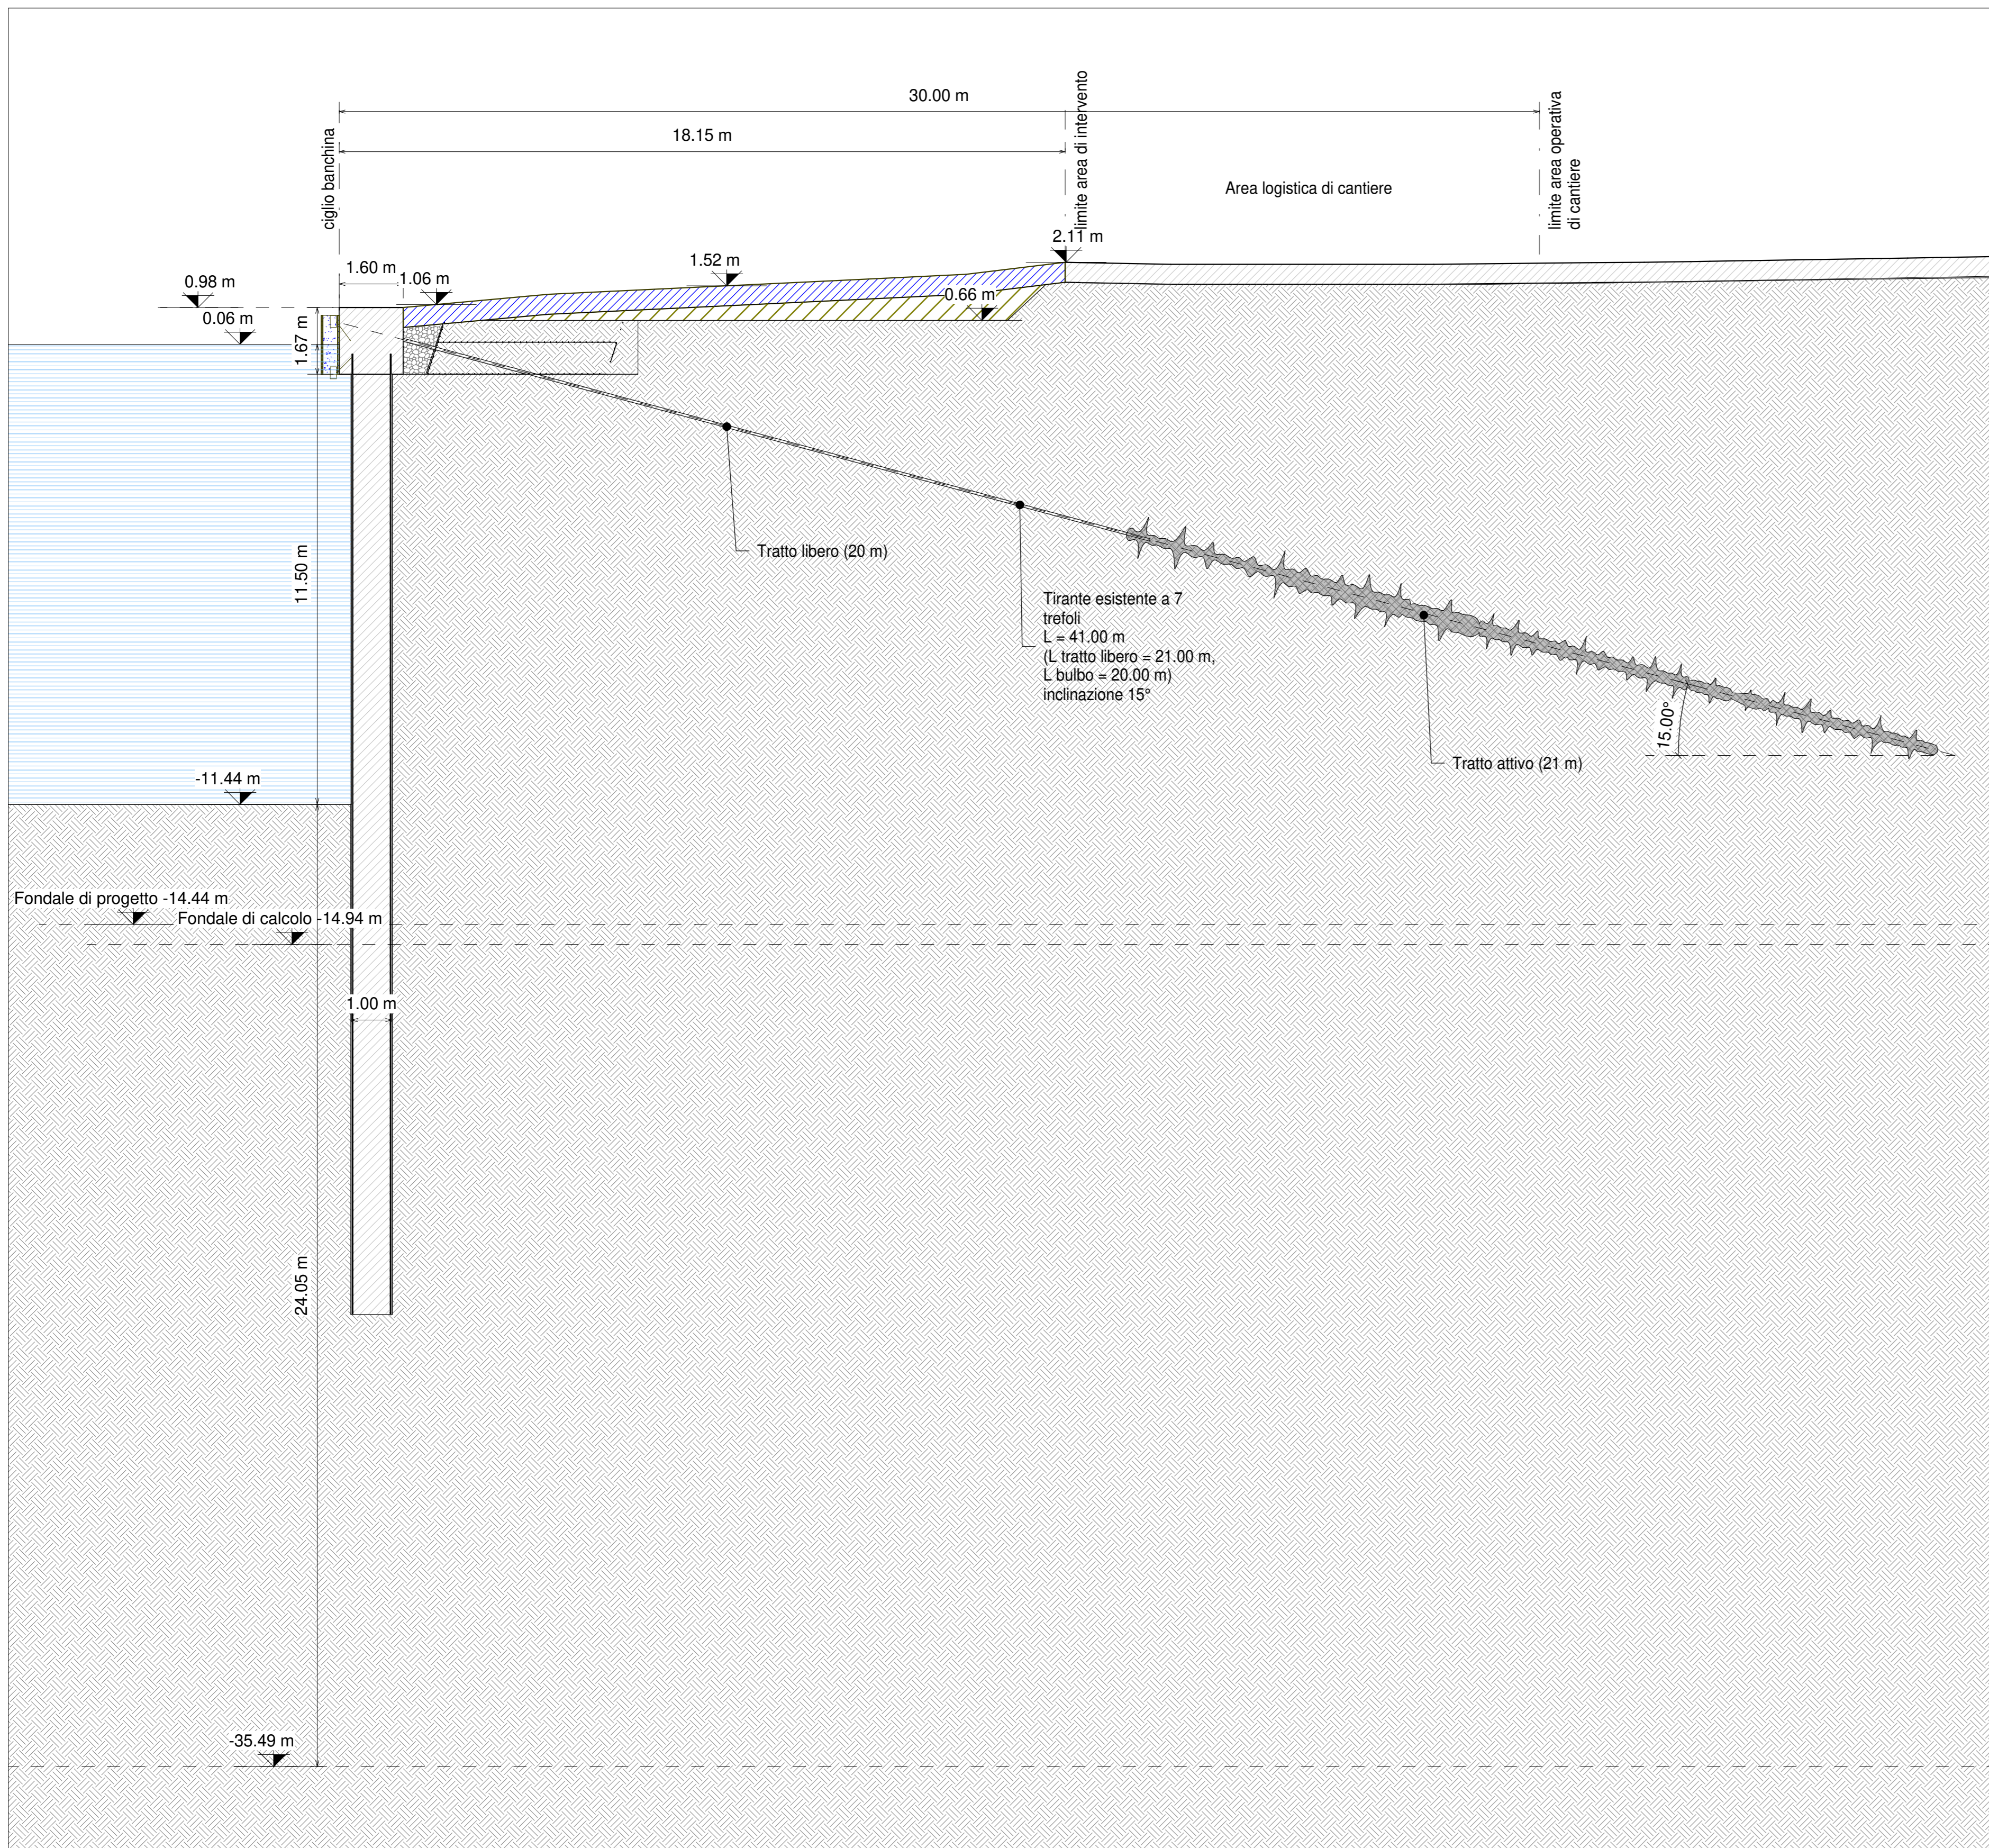 30.00 m
18.15 m
ciglio banchina
limite area di intervento
limite area operativa
di cantiere
Area logistica di cantiere
2.11 m
1.52 m
1.60 m
1.06 m
0.98 m
0.66 m
0.06 m
1.67 m
Tratto libero (20 m)
11.50 m
Tirante esistente a 7
trefoli
L = 41.00 m
(L tratto libero = 21.00 m,
L bulbo = 20.00 m)
inclinazione 15°
15.00°
Tratto attivo (21 m)
-11.44 m
Fondale di progetto -14.44 m
Fondale di calcolo -14.94 m
1.00 m
24.05 m
-35.49 m